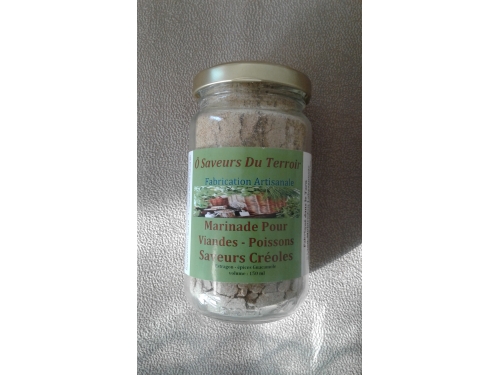 Ô Saveurs Du Terroir
Fabrication Artisanale
Marinade Pour
Viandes - Poissons
Saveurs Créoles